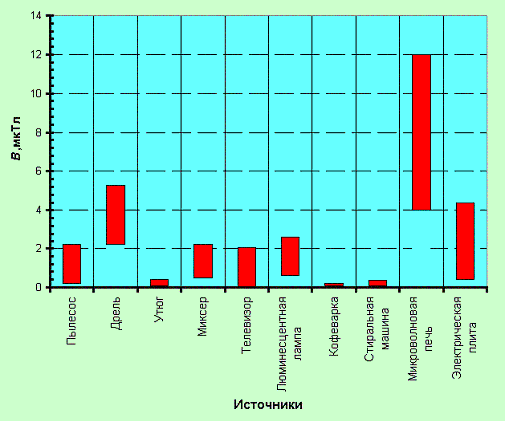 14
12
10
8
6
4
2
0
B,мкТл
Пылесос
Дрель
Утюг
Миксер
Телевизор
Люминесцентная
лампа
Кофеварка
Стиральная
машина
Микроволновая
печь
Электрическая
плита
Источники